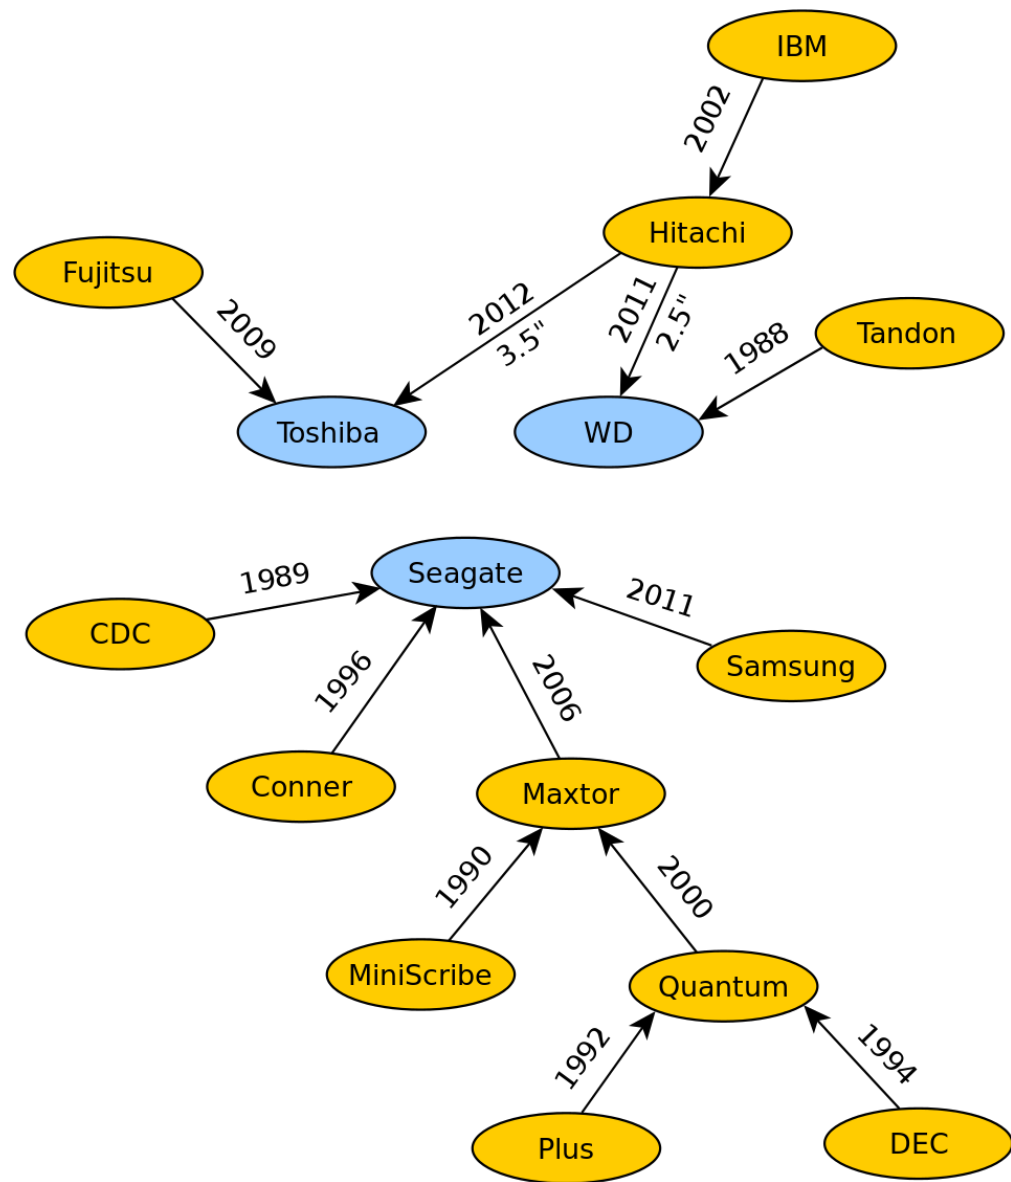 IBM
2002
Hitachi
Fujitsu
2009
2012
3.5"
2011
2.5"
1988
Tandon
Toshiba
WD
Seagate
1989
CDC
1996
2006
2011
Samsung
Conner
Maxtor
1990
2000
MiniScribe
Quantum
1992
1994
Plus
DEC